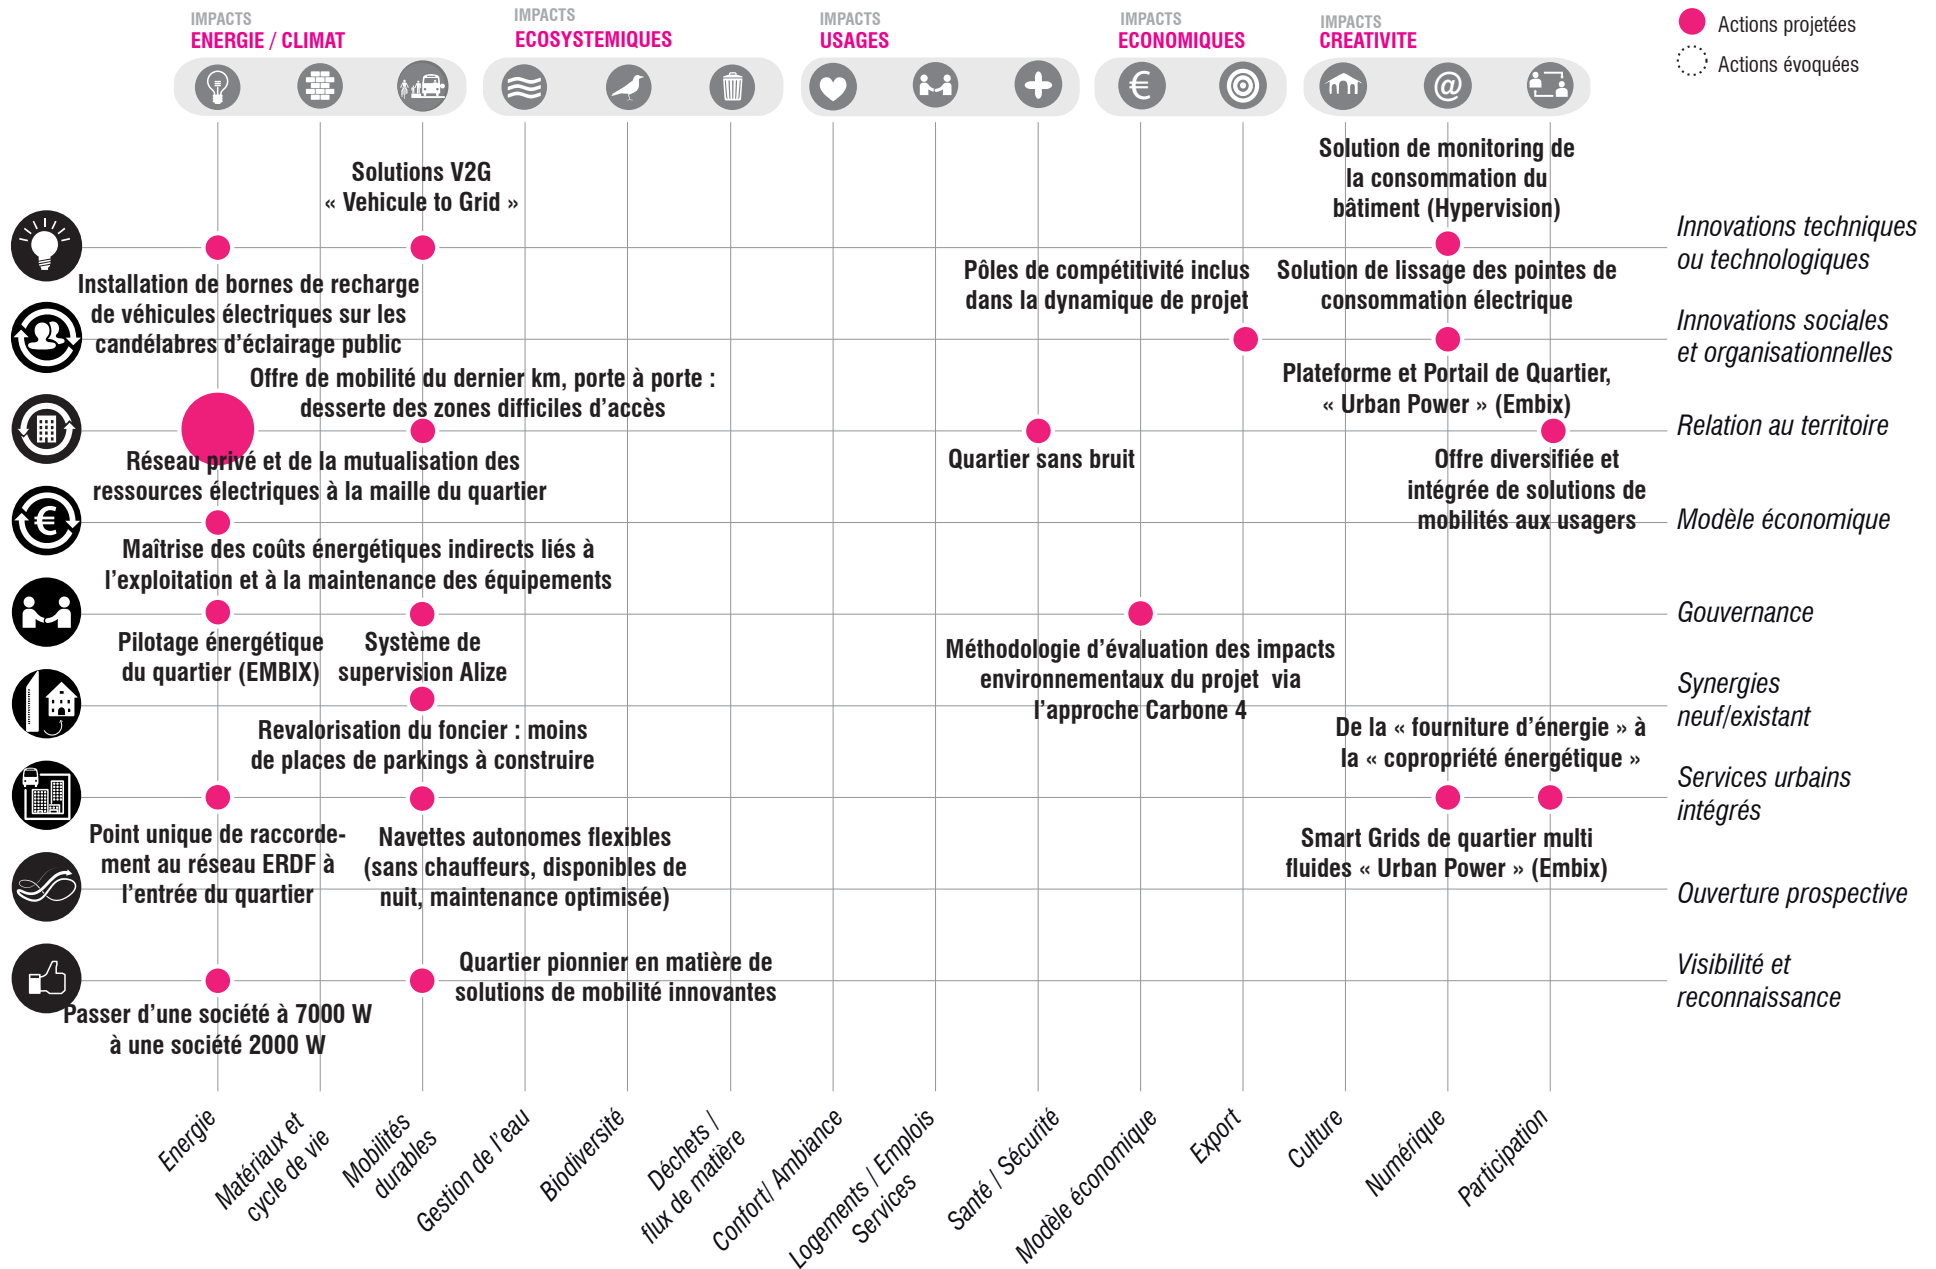 IMPACTS
ENERGIE / CLIMAT
IMPACTS
ECOSYSTEMIQUES
IMPACTS
USAGES
IMPACTS
ECONOMIQUES
IMPACTS
CREATIVITE
Actions projetées
Actions évoquées
€
@
Solutions V2G
« Vehicule to Grid »
Solution de monitoring de
la consommation du
bâtiment (Hypervision)
Innovations techniques
ou technologiques
Installation de bornes de recharge
de véhicules électriques sur les
candélabres d’éclairage public
Pôles de compétitivité inclus
dans la dynamique de projet
Solution de lissage des pointes de
consommation électrique
Innovations sociales
et organisationnelles
Offre de mobilité du dernier km, porte à porte :
desserte des zones difficiles d’accès
Plateforme et Portail de Quartier,
« Urban Power » (Embix)
Relation au territoire
Réseau privé et de la mutualisation des
ressources électriques à la maille du quartier
Quartier sans bruit
Offre diversifiée et
intégrée de solutions de
mobilités aux usagers
€
Modèle économique
Maîtrise des coûts énergétiques indirects liés à
l’exploitation et à la maintenance des équipements
Gouvernance
Pilotage énergétique
du quartier (EMBIX)
Système de
supervision Alize
Méthodologie d’évaluation des impacts
environnementaux du projet via
l’approche Carbone 4
Synergies
neuf/existant
Revalorisation du foncier : moins
de places de parkings à construire
De la « fourniture d’énergie » à
la « copropriété énergétique »
Services urbains
intégrés
Point unique de raccorde-
ment au réseau ERDF à
l’entrée du quartier
Navettes autonomes flexibles
(sans chauffeurs, disponibles de
nuit, maintenance optimisée)
Smart Grids de quartier multi
fluides « Urban Power » (Embix)
Ouverture prospective
Quartier pionnier en matière de
solutions de mobilité innovantes
Visibilité et
reconnaissance
Passer d’une société à 7000 W
à une société 2000 W
Energie
Matériaux et
cycle de vie
Mobilités
durables
Gestion de l’eau
Biodiversité
Déchets /
flux de matière
Confort/ Ambiance
Logements / Emplois
Services
Santé / Sécurité
Modèle économique
Export
Culture
Numérique
Participation